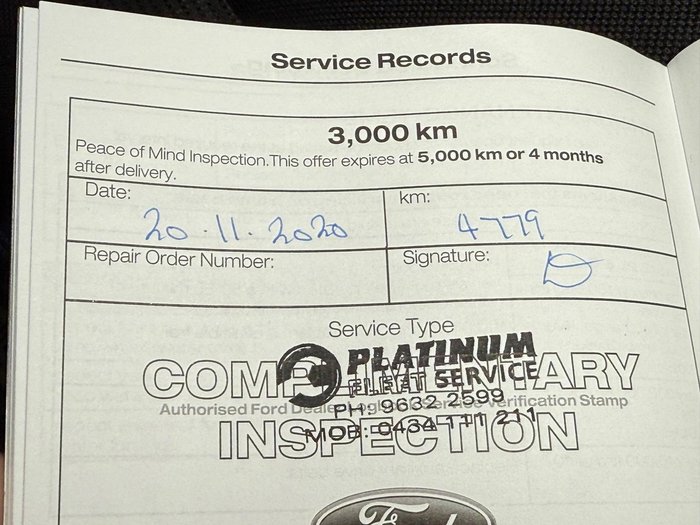 Service Records
3,000 km
Peace of Mind Inspection.This offer expires at 5,000 km or 4 months
after delivery.
Date:
20.11.2020
km:
4779
Repair Order Number:
Signature:
Service Type
PLATINUM
FLEET SERVICE
COMPLIMENTARY
Authorised Ford Dealer Verification Stamp
PH: 9632 2599
MOB: 0434 111 211
INSPECTION
Ford